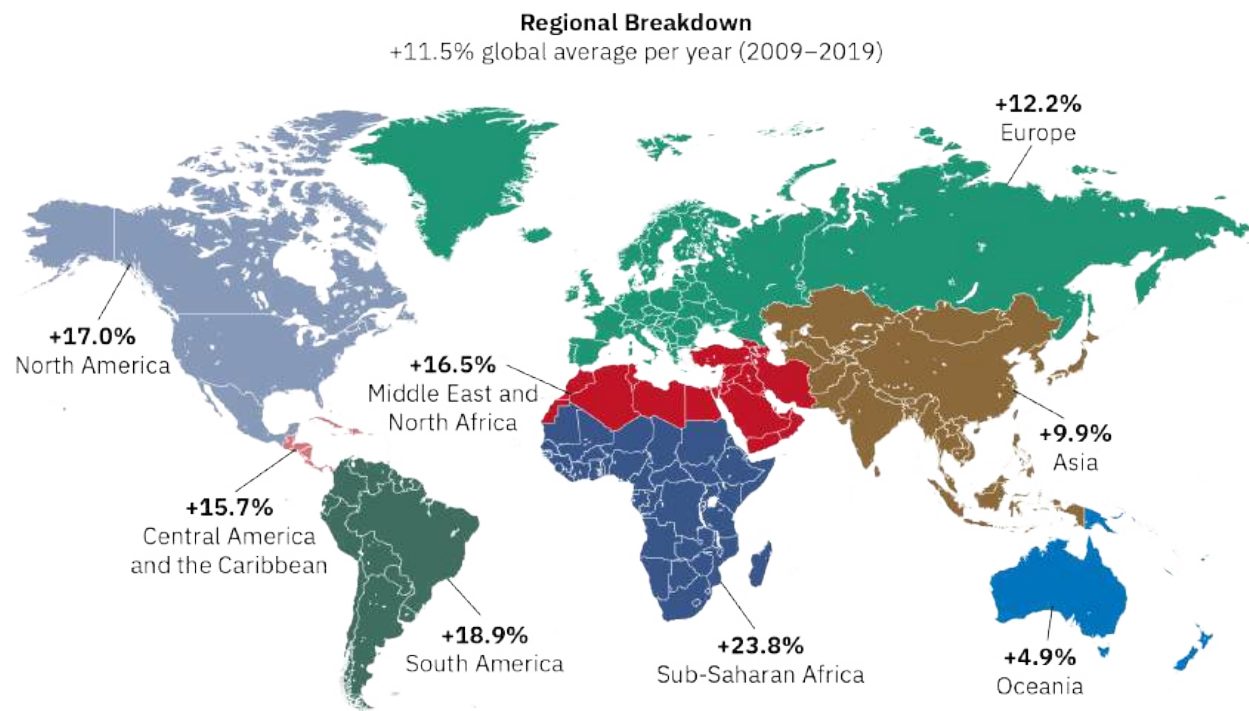 Regional Breakdown
+11.5% global average per year (2009–2019)
+12.2%
Europe
+17.0%
North America
+16.5%
Middle East and
North Africa
+9.9%
Asia
+15.7%
Central America
and the Caribbean
+18.9%
South America
+23.8%
Sub-Saharan Africa
+4.9%
Oceania